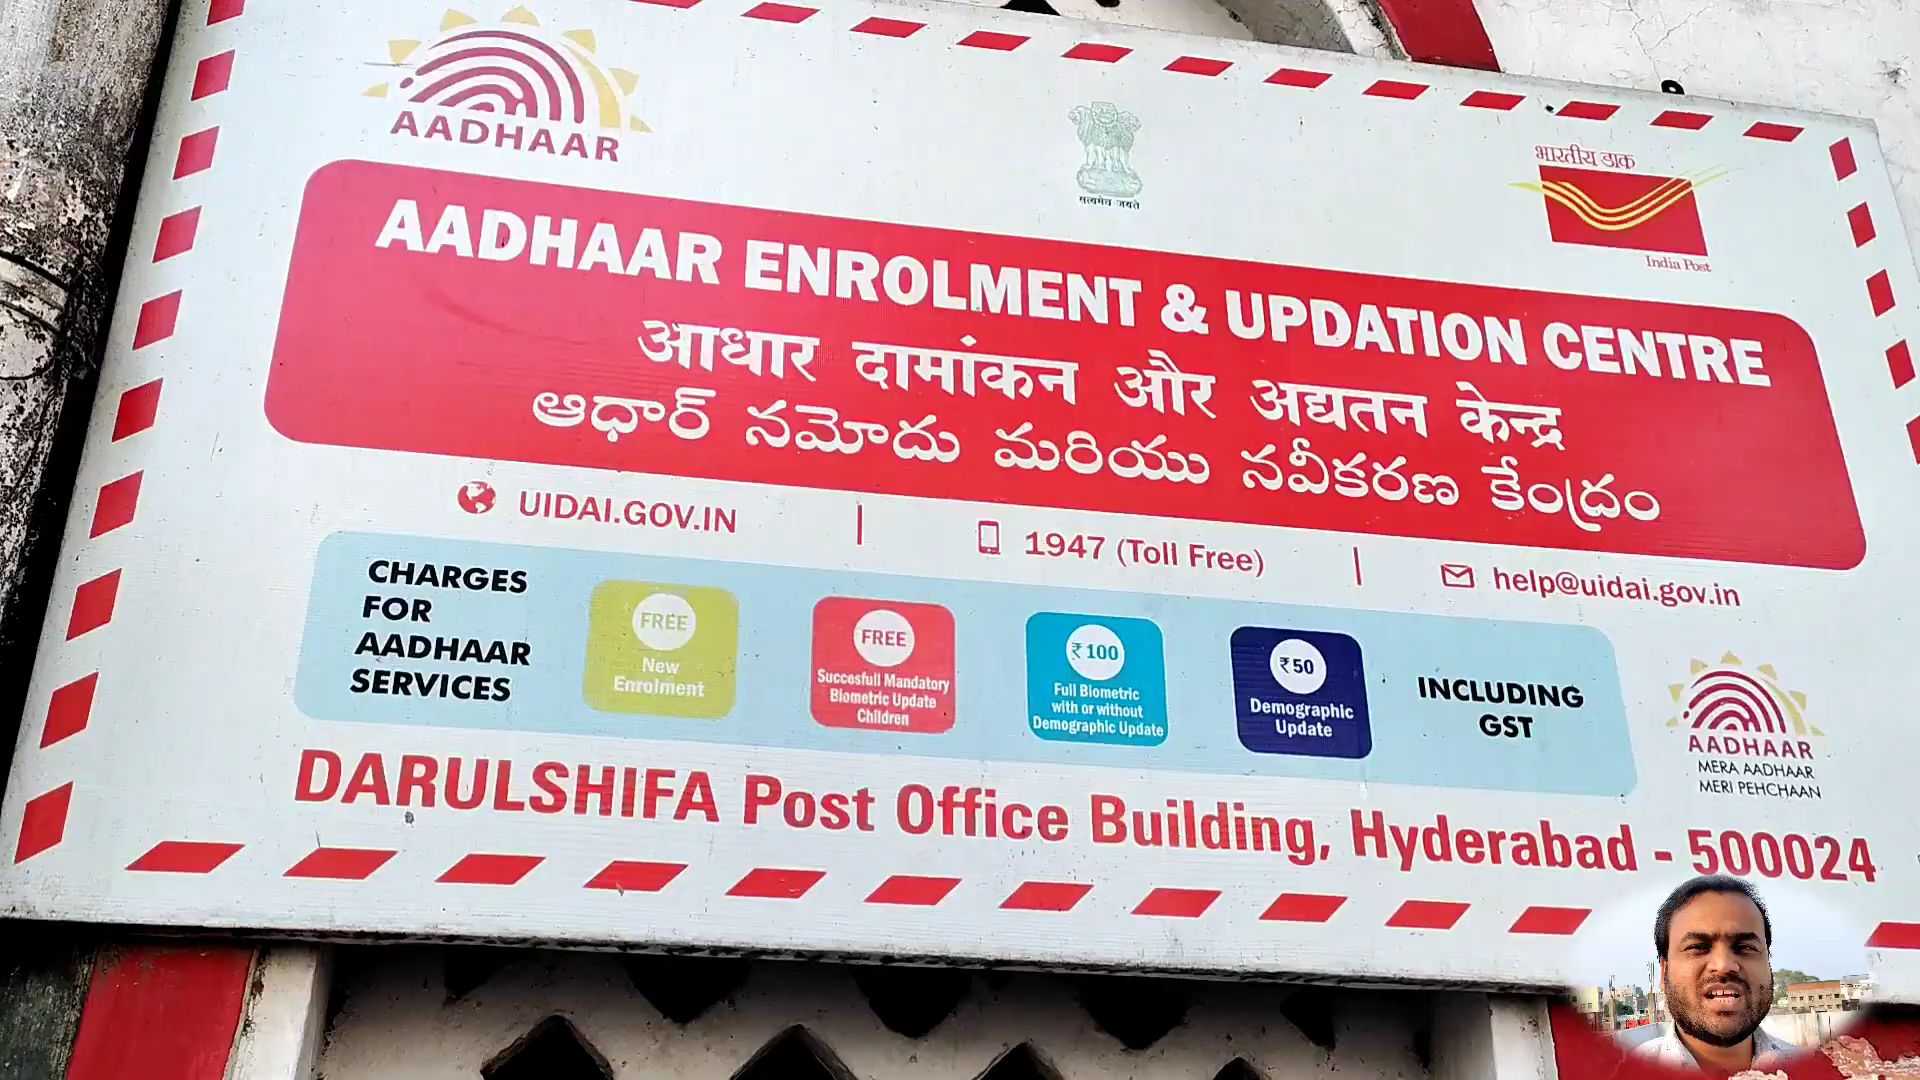 AADHAAR
सत्यमेव जयते
भारतीय डाक
India Post
AADHAAR ENROLMENT & UPDATION CENTRE
आधार दामांकन और अद्यतन केन्द्र
ఆధార్ నమోదు మరియు నవీకరణ కేంద్రం
UIDAI.GOV.IN | 1947 (Toll Free) | help@uidai.gov.in
CHARGES
FOR
AADHAAR
SERVICES
FREE
New
Enrolment
FREE
Succesfull Mandatory
Biometric Update
Children
₹100
Full Biometric
with or without
Demographic Update
₹50
Demographic
Update
INCLUDING
GST
AADHAAR
MERA AADHAAR
MERI PEHCHAAN
DARULSHIFA Post Office Building, Hyderabad - 500024